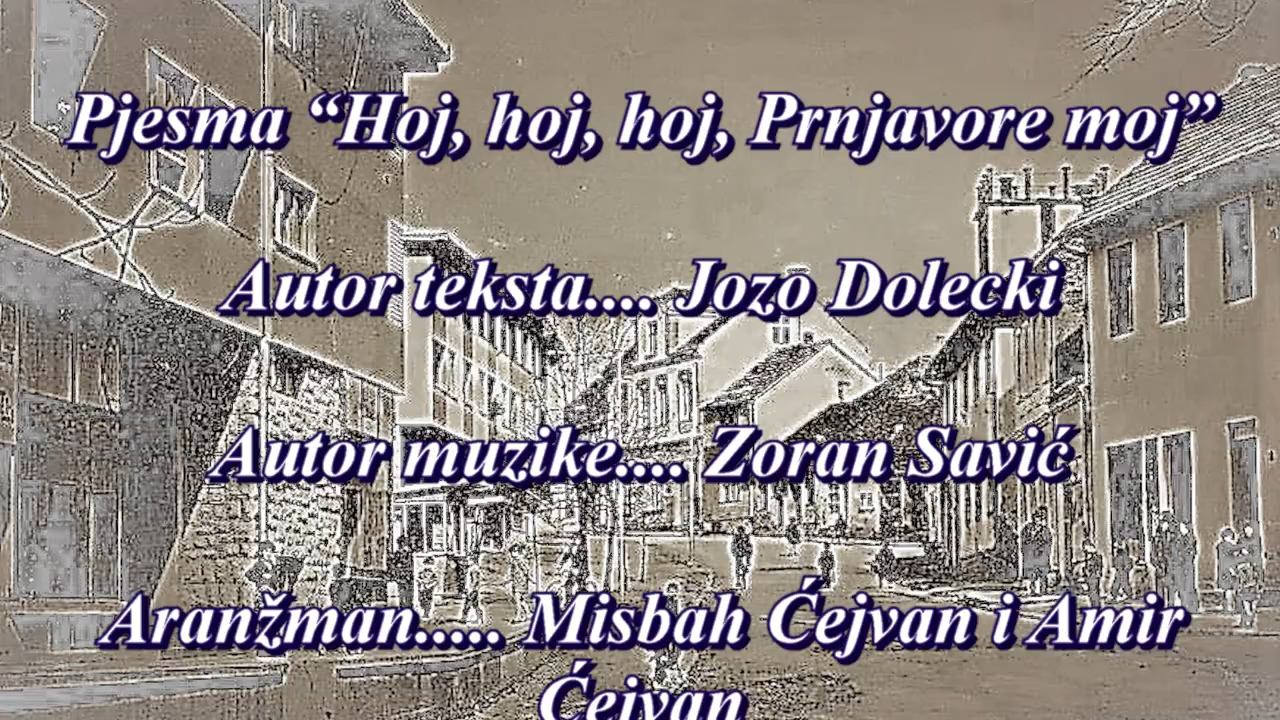 Pjesma “Hoj, hoj, hoj, Prnjavore moj”
Autor teksta.... Jozo Dolecki
Autor muzike.... Zoran Savić
Aranžman..... Misbah Ćejvan i Amir
Ćejvan